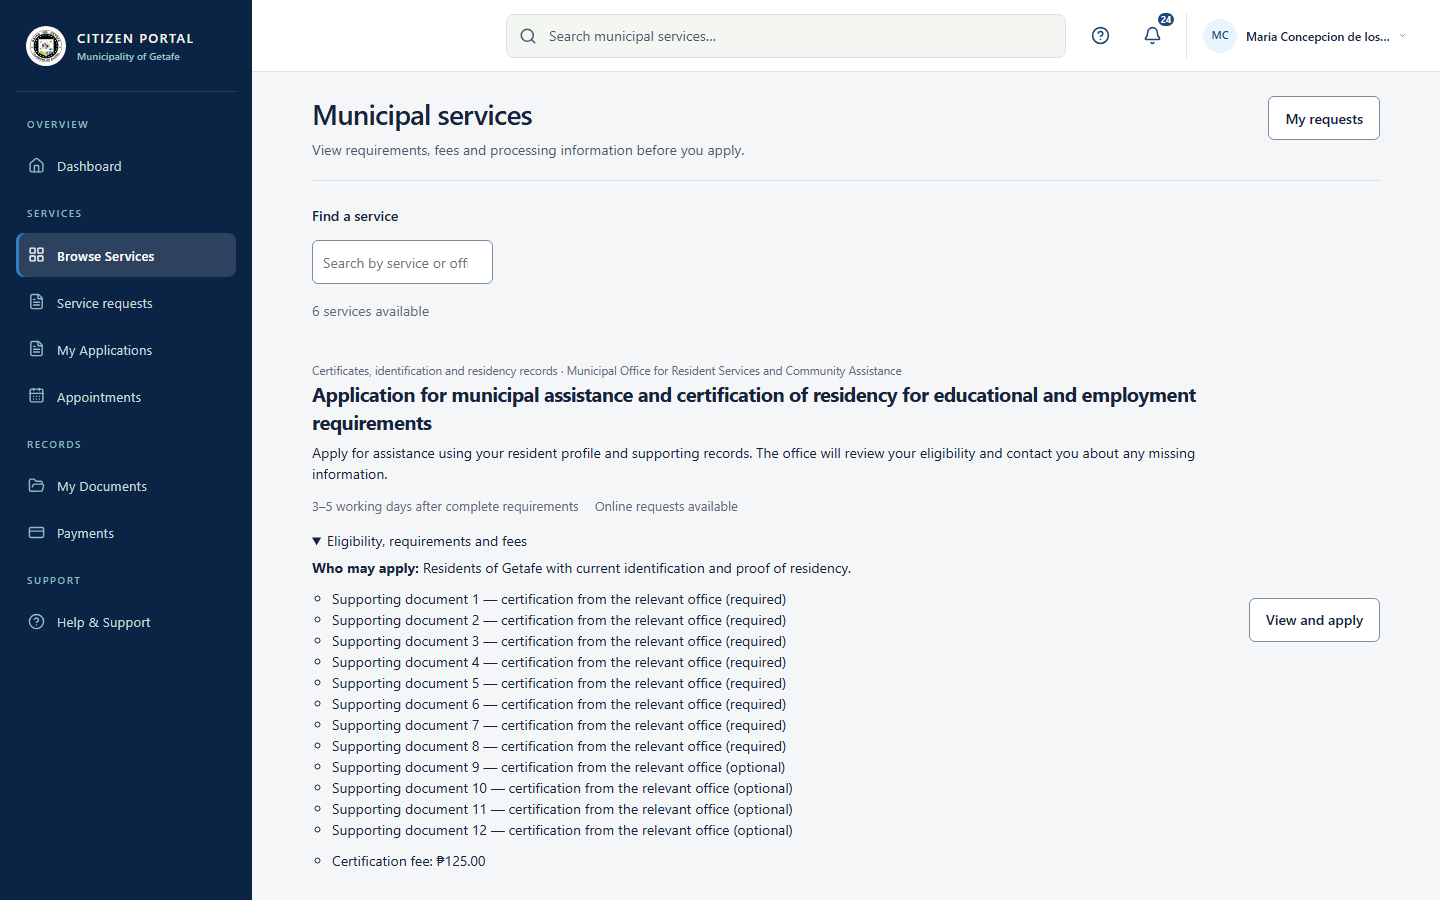 CITIZEN PORTAL
Municipality of Getafe
OVERVIEW
Dashboard
SERVICES
Browse Services
Service requests
My Applications
Appointments
RECORDS
My Documents
Payments
SUPPORT
Help & Support
Search municipal services...
24
MC
Maria Concepcion de los...
Municipal services
My requests
View requirements, fees and processing information before you apply.
Find a service
Search by service or off
6 services available
Certificates, identification and residency records · Municipal Office for Resident Services and Community Assistance
Application for municipal assistance and certification of residency for educational and employment
requirements
Apply for assistance using your resident profile and supporting records. The office will review your eligibility and contact you about any missing
information.
3–5 working days after complete requirements Online requests available
Eligibility, requirements and fees
Who may apply: Residents of Getafe with current identification and proof of residency.
Supporting document 1 — certification from the relevant office (required)
Supporting document 2 — certification from the relevant office (required)
Supporting document 3 — certification from the relevant office (required)
Supporting document 4 — certification from the relevant office (required)
Supporting document 5 — certification from the relevant office (required)
Supporting document 6 — certification from the relevant office (required)
Supporting document 7 — certification from the relevant office (required)
Supporting document 8 — certification from the relevant office (required)
Supporting document 9 — certification from the relevant office (optional)
Supporting document 10 — certification from the relevant office (optional)
Supporting document 11 — certification from the relevant office (optional)
Supporting document 12 — certification from the relevant office (optional)
Certification fee: ₱125.00
View and apply